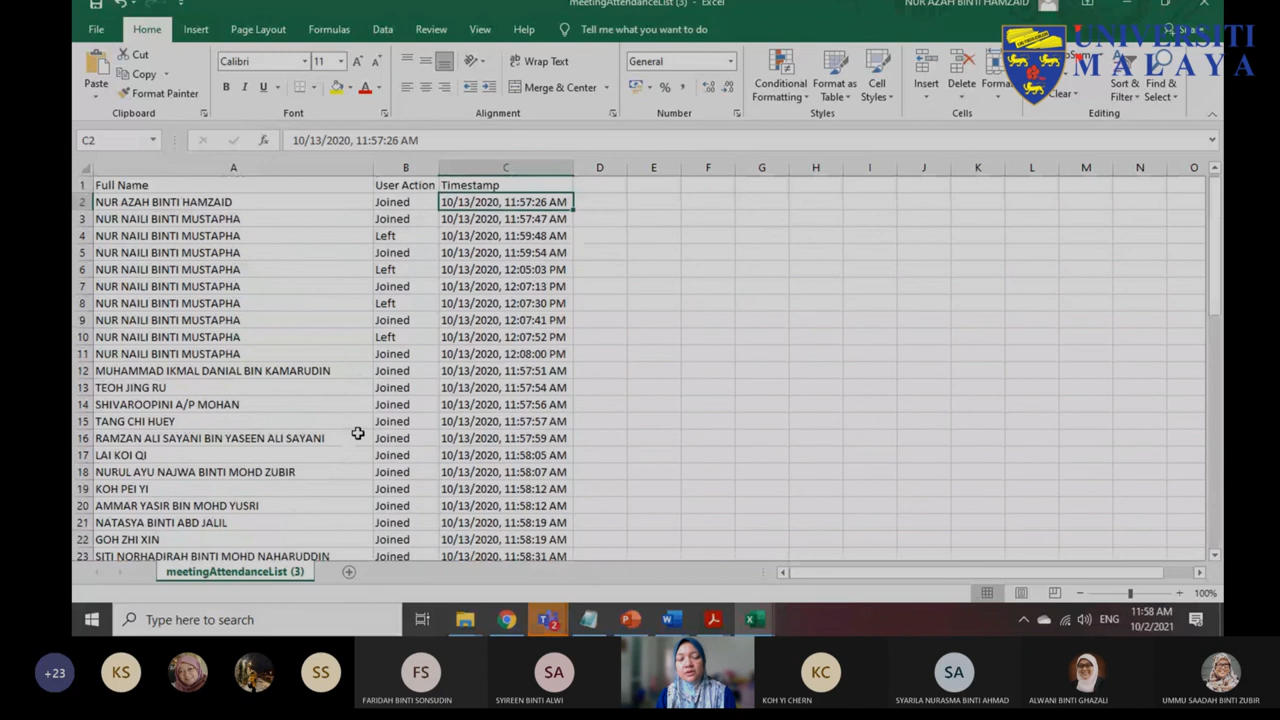 meetingAttendanceList (3) - Excel
NUR AZAH BINTI HAMZAID
UNIVERSITI
MALAYA
File Home Insert Page Layout Formulas Data Review View Help Tell me what you want to do
Paste
Cut
Copy
Format Painter
Clipboard
Calibri 11
B I U A
Font
Wrap Text
Merge & Center
Alignment
General
% ,
Number
Conditional Formatting
Format as Table
Cell Styles
Styles
Insert Delete Format
Cells
Clear
Sort & Filter
Find & Select
Editing
C2 fx 10/13/2020, 11:57:26 AM
A B C D E F G H I J K L M N O
1 Full Name User Action Timestamp
2 NUR AZAH BINTI HAMZAID Joined 10/13/2020, 11:57:26 AM
3 NUR NAILI BINTI MUSTAPHA Joined 10/13/2020, 11:57:47 AM
4 NUR NAILI BINTI MUSTAPHA Left 10/13/2020, 11:59:48 AM
5 NUR NAILI BINTI MUSTAPHA Joined 10/13/2020, 11:59:54 AM
6 NUR NAILI BINTI MUSTAPHA Left 10/13/2020, 12:05:03 PM
7 NUR NAILI BINTI MUSTAPHA Joined 10/13/2020, 12:07:13 PM
8 NUR NAILI BINTI MUSTAPHA Left 10/13/2020, 12:07:30 PM
9 NUR NAILI BINTI MUSTAPHA Joined 10/13/2020, 12:07:41 PM
10 NUR NAILI BINTI MUSTAPHA Left 10/13/2020, 12:07:52 PM
11 NUR NAILI BINTI MUSTAPHA Joined 10/13/2020, 12:08:00 PM
12 MUHAMMAD IKMAL DANIAL BIN KAMARUDIN Joined 10/13/2020, 11:57:51 AM
13 TEOH JING RU Joined 10/13/2020, 11:57:54 AM
14 SHIVAROOPINI A/P MOHAN Joined 10/13/2020, 11:57:56 AM
15 TANG CHI HUEY Joined 10/13/2020, 11:57:57 AM
16 RAMZAN ALI SAYANI BIN YASEEN ALI SAYANI Joined 10/13/2020, 11:57:59 AM
17 LAI KOI QI Joined 10/13/2020, 11:58:05 AM
18 NURUL AYU NAJWA BINTI MOHD ZUBIR Joined 10/13/2020, 11:58:07 AM
19 KOH PEI YI Joined 10/13/2020, 11:58:12 AM
20 AMMAR YASIR BIN MOHD YUSRI Joined 10/13/2020, 11:58:12 AM
21 NATASYA BINTI ABD JALIL Joined 10/13/2020, 11:58:19 AM
22 GOH ZHI XIN Joined 10/13/2020, 11:58:19 AM
23 SITI NORHADIRAH BINTI MOHD NAHARUDDIN Joined 10/13/2020, 11:58:31 AM
meetingAttendanceList (3)
100%
Type here to search
ENG
11:58 AM
10/2/2021
+23 KS SS FS SA KC SA
FARIDAH BINTI SONSUDIN SYIREEN BINTI ALWI KOH YI CHERN SYARILA NURASMA BINTI AHMAD ALWANI BINTI GHAZALI UMMU SAADAH BINTI ZUBIR